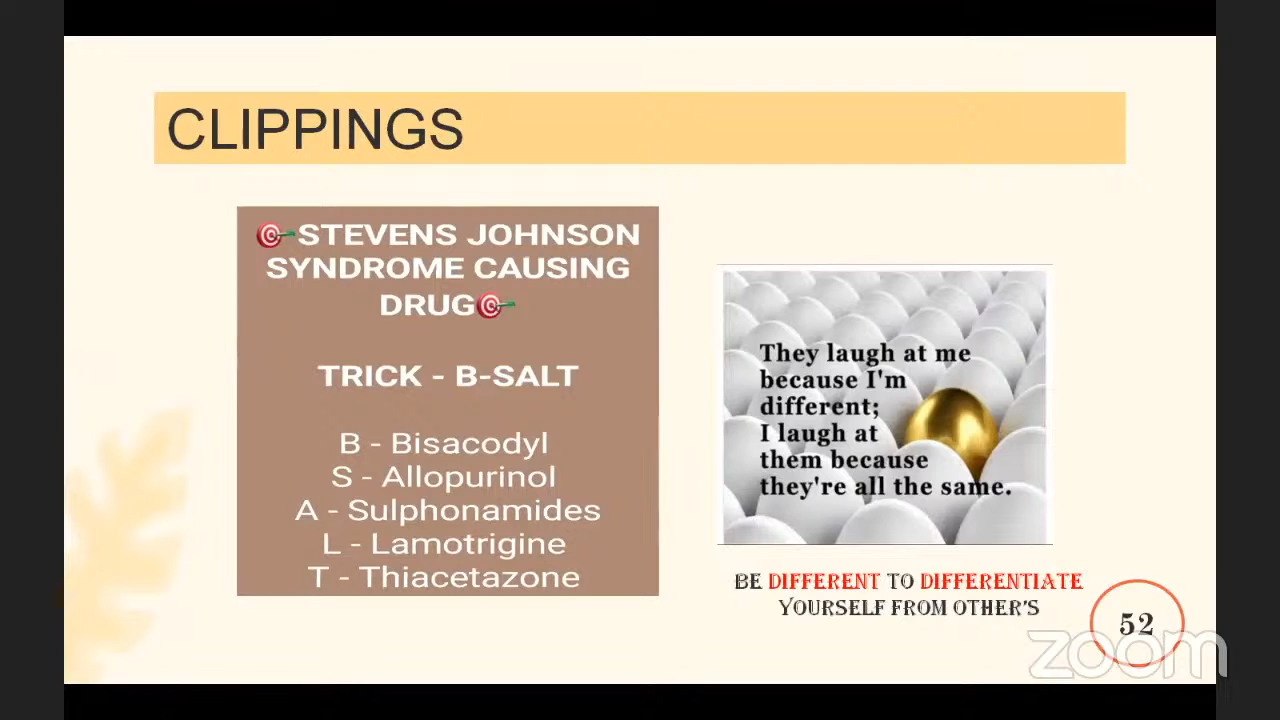 CLIPPINGS
🎯STEVENS JOHNSON
SYNDROME CAUSING
DRUG🎯
TRICK - B-SALT
B - Bisacodyl
S - Allopurinol
A - Sulphonamides
L - Lamotrigine
T - Thiacetazone
They laugh at me
because I'm
different;
I laugh at
them because
they're all the same.
BE DIFFERENT TO DIFFERENTIATE
YOURSELF FROM OTHER'S
52
zoom